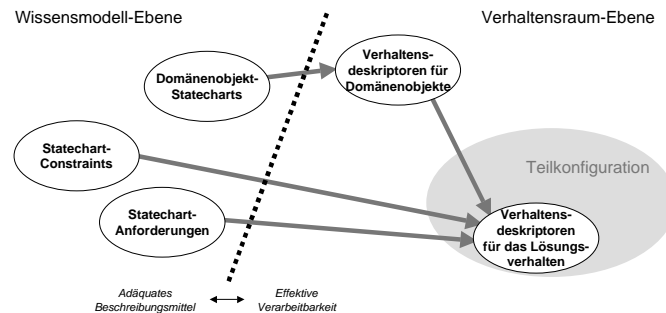 Wissensmodell-Ebene
Verhaltensraum-Ebene
Verhaltens-
deskriptoren für
Domänenobjekte
Domänenobjekt-
Statecharts
Statechart-
Constraints
Teilkonfiguration
Statechart-
Anforderungen
Verhaltens-
deskriptoren
für das Lösungs-
verhalten
Adäquates
Beschreibungsmittel
Effektive
Verarbeitbarkeit